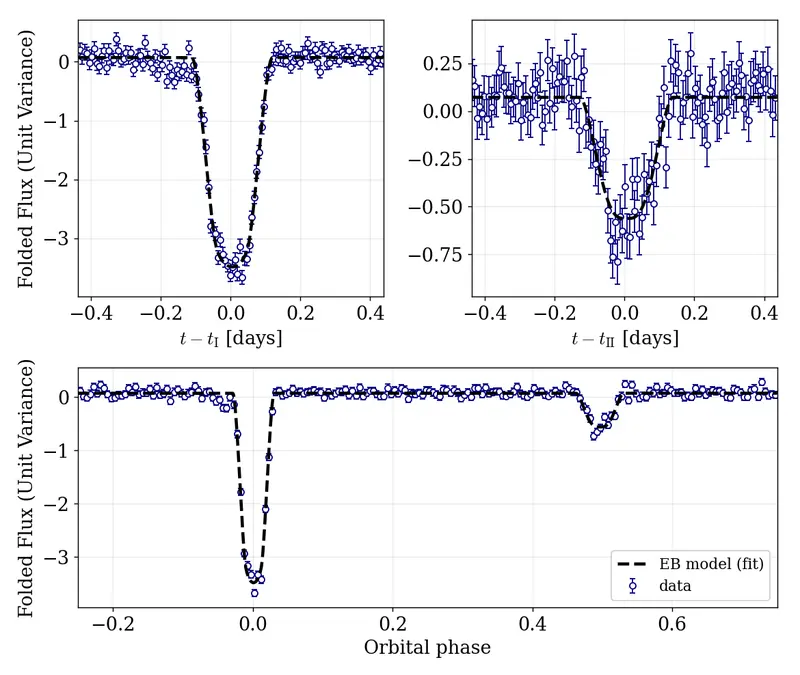 Folded Flux (Unit Variance)
0
−1
−2
−3
−0.4 −0.2 0.0 0.2 0.4
t − t_I [days]
0.25
0.00
−0.25
−0.50
−0.75
−0.4 −0.2 0.0 0.2 0.4
t − t_II [days]
Folded Flux (Unit Variance)
0
−1
−2
−3
−0.2 0.0 0.2 0.4 0.6
Orbital phase
EB model (fit)
data